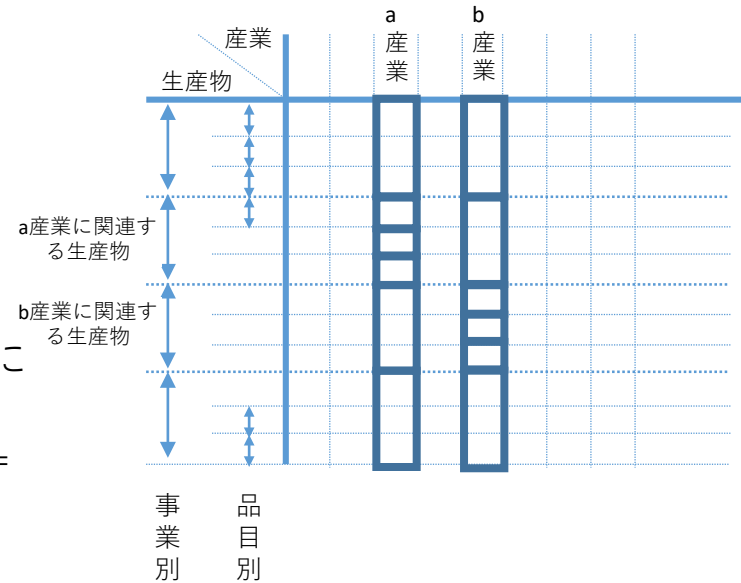 a
産
業
b
産
業
産業
生産物
a産業に関連す
る生産物
b産業に関連す
る生産物
こ
=
事
業
別
品
目
別